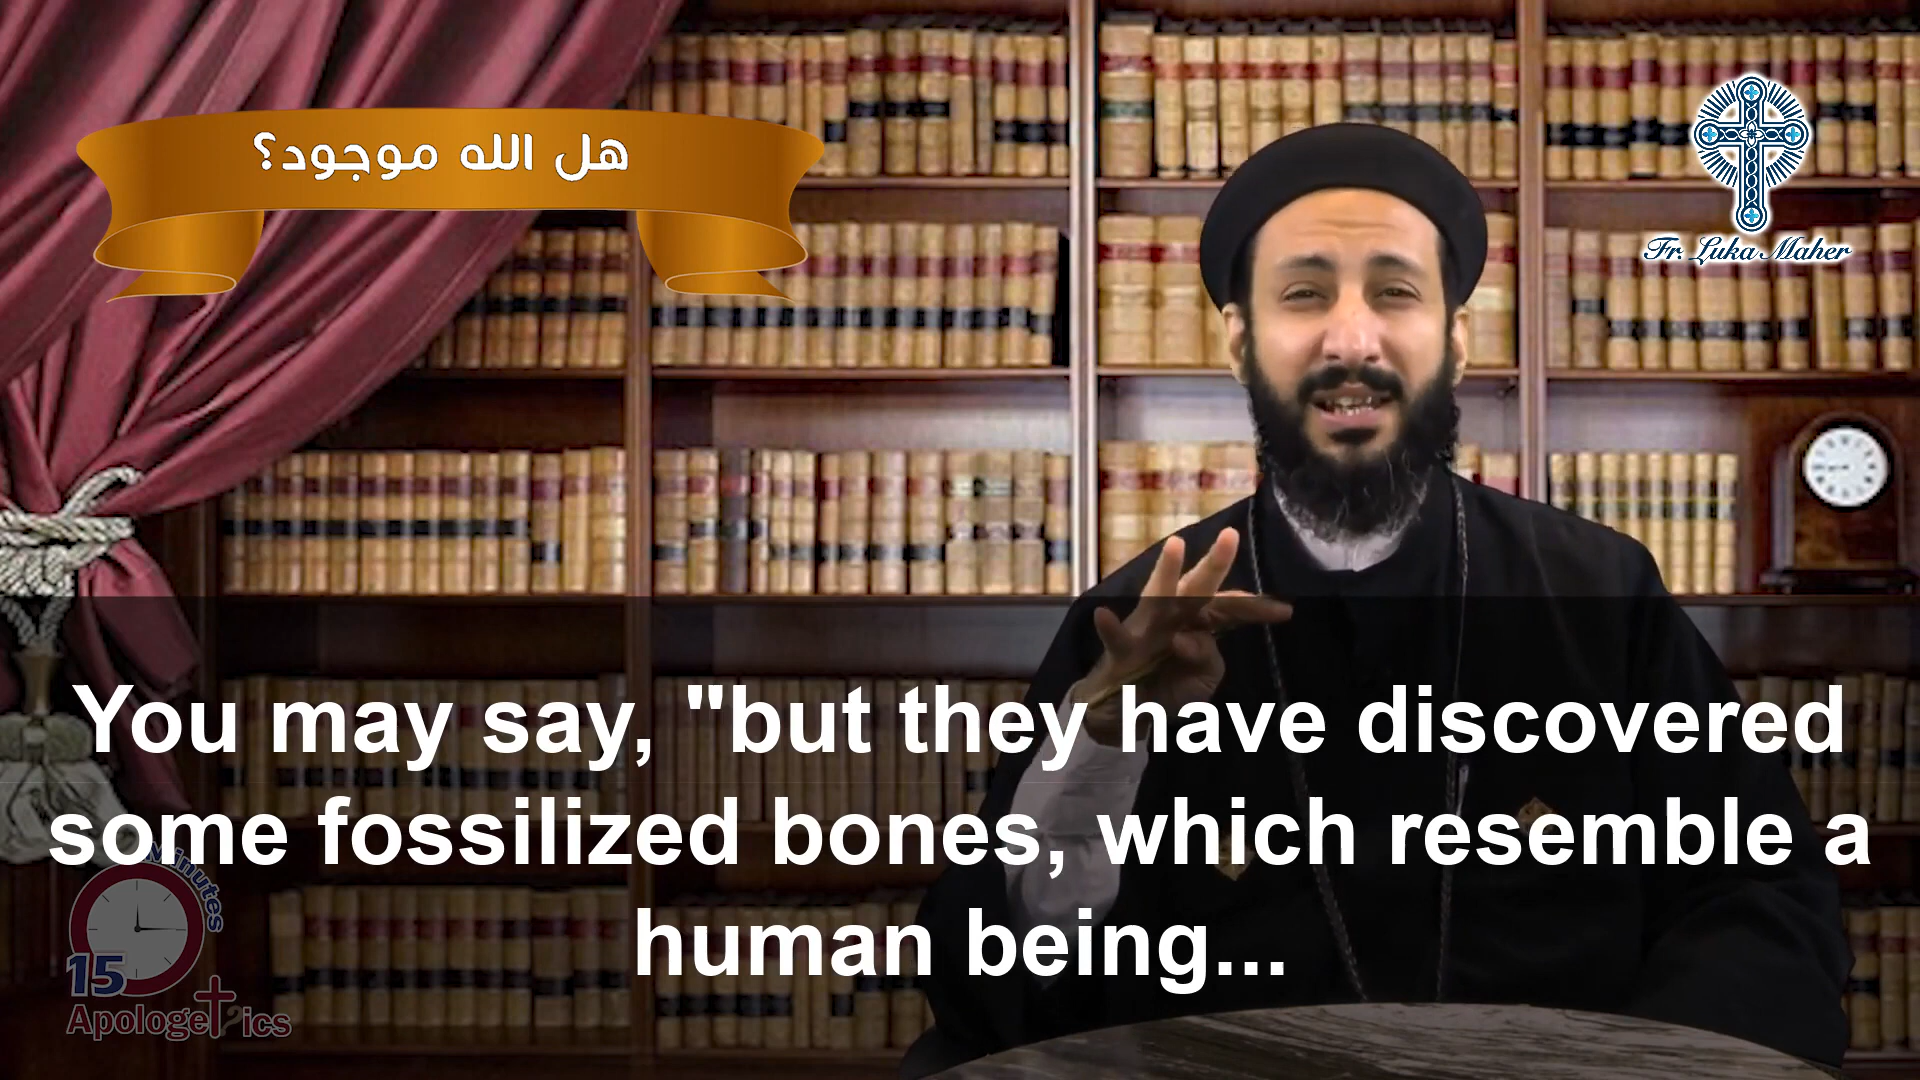 هل الله موجود؟
Fr. Luka Maher
You may say, "but they have discovered
some fossilized bones, which resemble a
human being...
Minutes
15
Apologetics